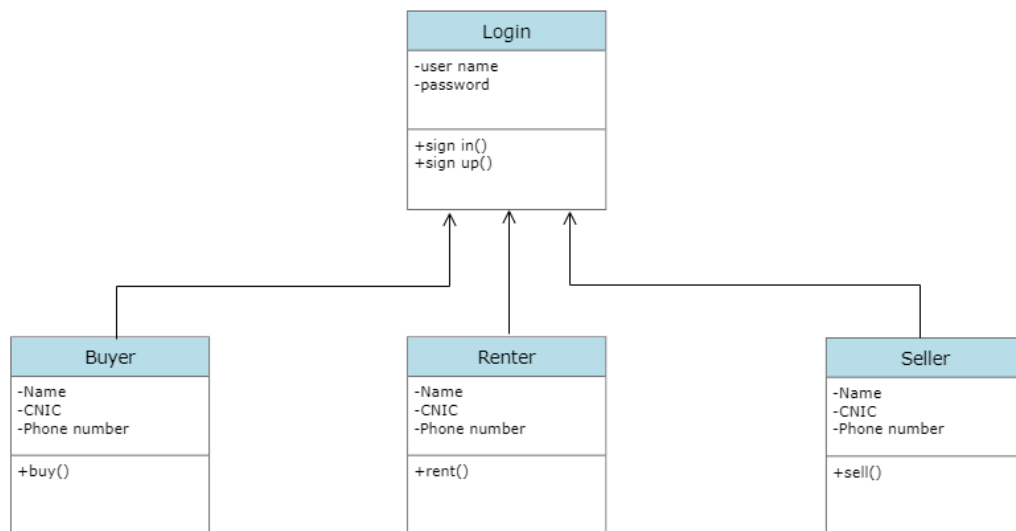 Login
-user name
-password
+sign in()
+sign up()
Buyer
-Name
-CNIC
-Phone number
+buy()
Renter
-Name
-CNIC
-Phone number
+rent()
Seller
-Name
-CNIC
-Phone number
+sell()